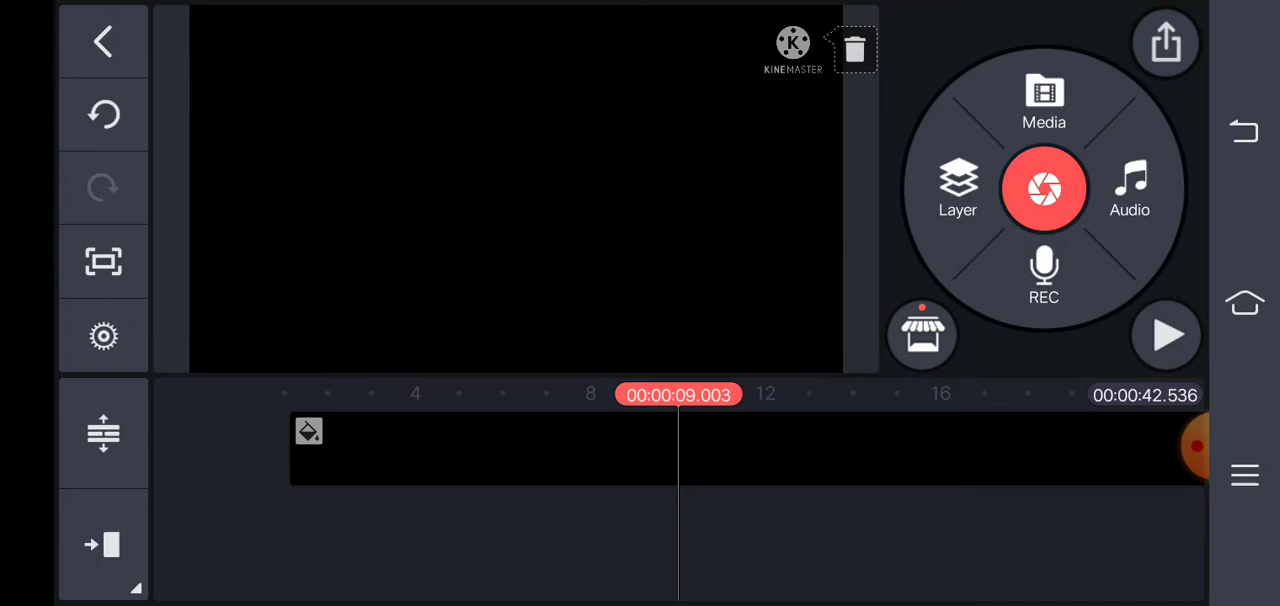 K
KINEMASTER
Media
Layer
Audio
REC
4
8
00:00:09.003
12
16
00:00:42.536